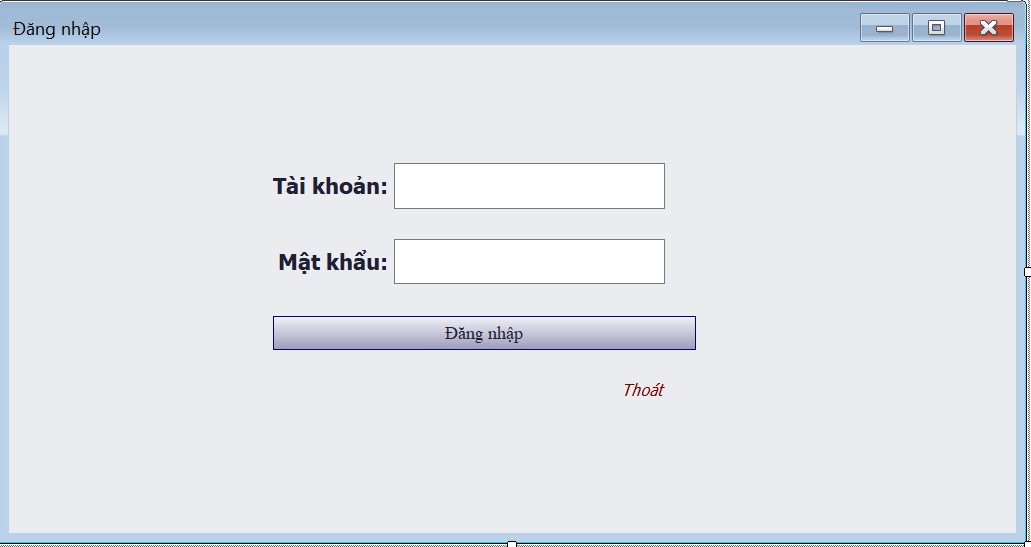 Đăng nhập
Tài khoản:
Mật khẩu:
Đăng nhập
Thoát